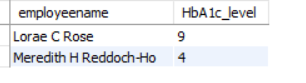 employeename HbA1c_level
Lorae C Rose 9
Meredith H Reddoch-Ho 4